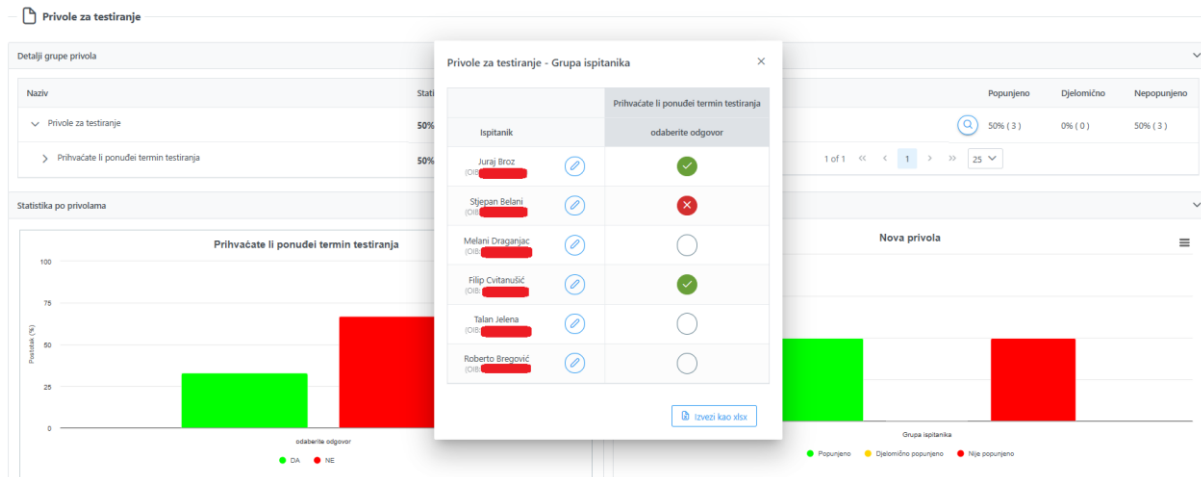 Privole za testiranje
Detalji grupe privola
Naziv
Popunjeno Djelomično Nepopunjeno
Privole za testiranje
50%
50% ( 3 ) 0% ( 0 ) 50% ( 3 )
Prihvaćate li ponuđei termin testiranja
50%
1 of 1 << < 1 > >> 25
Statistika po privolama
Prihvaćate li ponuđei termin testiranja
100
75
50
25
0
Postotak (%)
odaberite odgovor
DA NE
Privole za testiranje - Grupa ispitanika
Prihvaćate li ponuđei termin testiranja
Ispitanik odaberite odgovor
Juraj Broz
(OIB:
Stjepan Belani
(OIB:
Melani Draganjac
(OIB:
Filip Cvitanušić
(OIB:
Talan Jelena
(OIB:
Roberto Bregović
(OIB:
Izvezi kao xlsx
Nova privola
Grupa ispitanika
Popunjeno Djelomično popunjeno Nije popunjeno